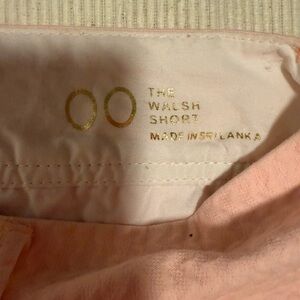 00
THE
WALSH
SHORT
MADE IN SRI LANKA